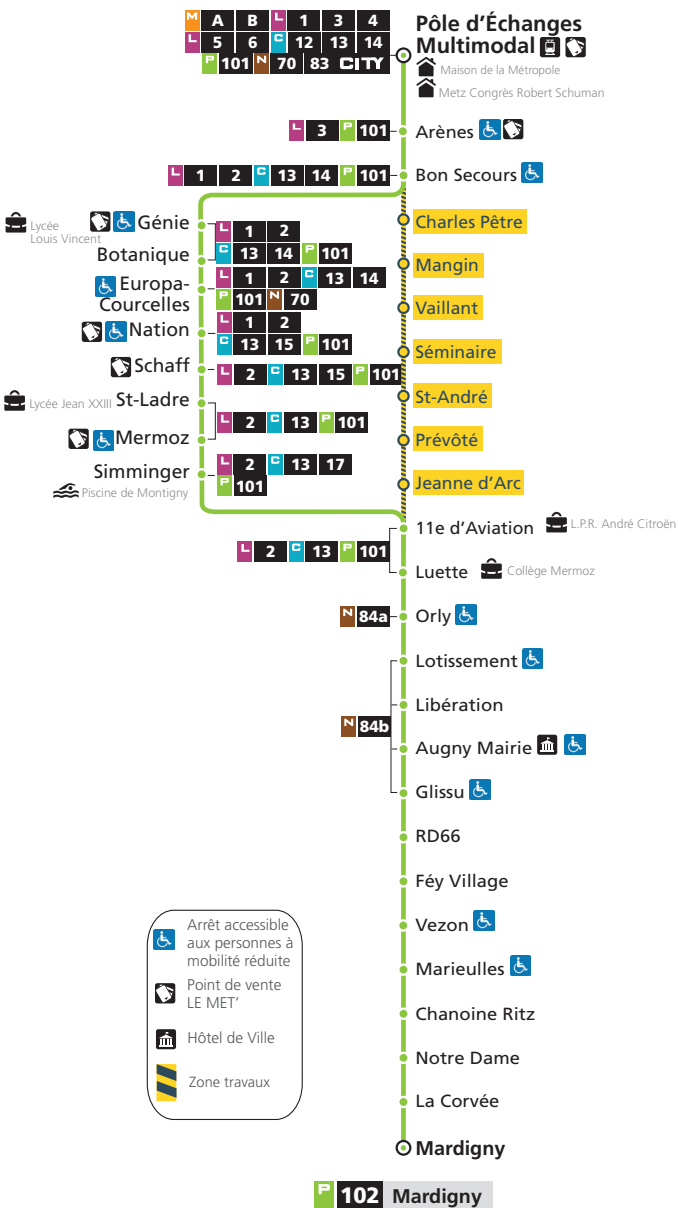 M A B L 1 3 4
L 5 6 C 12 13 14
P 101 N 70 83 CITY
Pôle d’Échanges
Multimodal
Maison de la Métropole
Metz Congrès Robert Schuman
L 3 P 101
Arènes
L 1 2 C 13 14 P 101
Bon Secours
Lycée
Louis Vincent
Génie
Botanique
L 1 2
C 13 14 P 101
Europa-
Courcelles
L 1 2 C 13 14
P 101 N 70
Nation
L 1 2
C 13 15 P 101
Schaff
L 2 C 13 15 P 101
Lycée Jean XXIII
St-Ladre
Mermoz
L 2 C 13 P 101
Simminger
Piscine de Montigny
L 2 C 13 17
P 101
Charles Pêtre
Mangin
Vaillant
Séminaire
St-André
Prévôté
Jeanne d’Arc
L 2 C 13 P 101
11e d’Aviation
L.P.R. André Citroën
Luette
Collège Mermoz
N 84a
Orly
N 84b
Lotissement
Libération
Augny Mairie
Glissu
RD66
Féy Village
Vezon
Marieulles
Chanoine Ritz
Notre Dame
La Corvée
Mardigny
Arrêt accessible
aux personnes à
mobilité réduite
Point de vente
LE MET’
Hôtel de Ville
Zone travaux
P 102 Mardigny